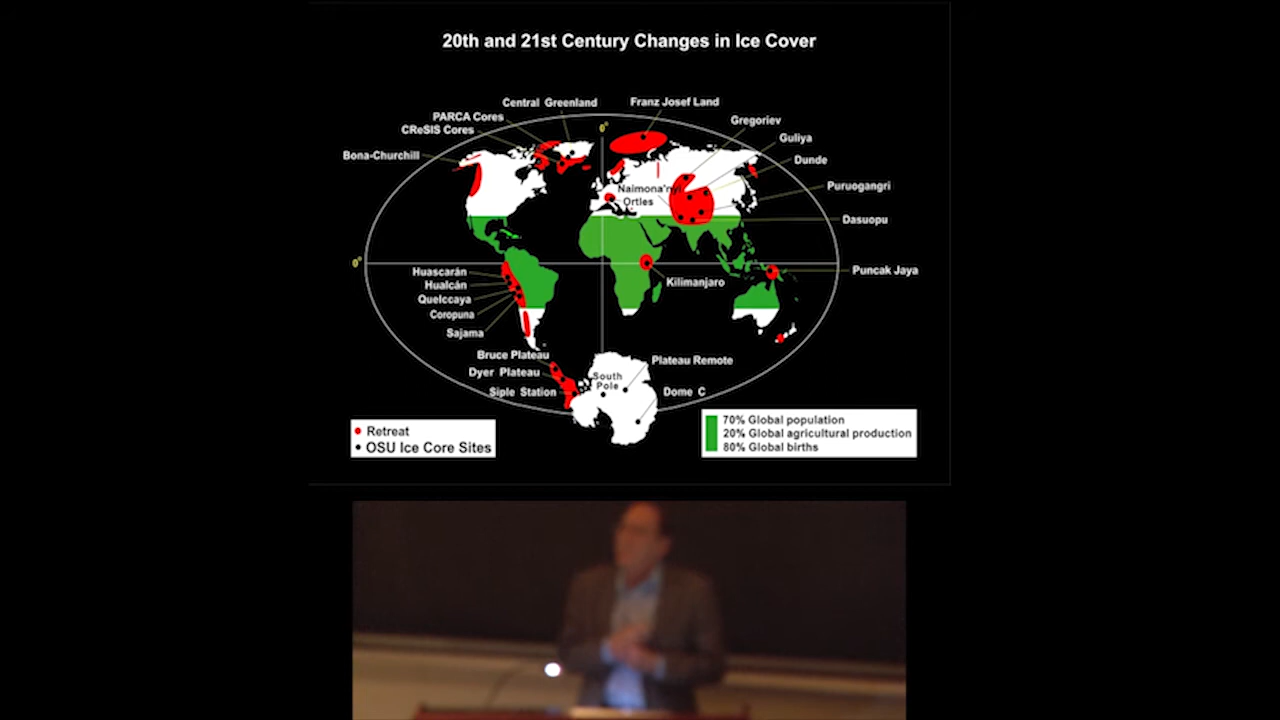 20th and 21st Century Changes in Ice Cover
Central Greenland
Franz Josef Land
PARCA Cores
Gregoriev
CReSIS Cores
0°
Guliya
Bona-Churchill
Dunde
Naimona'nyi
Puruogangri
Ortles
Dasuopu
0°
Huascarán
Puncak Jaya
Hualcán
Kilimanjaro
Quelccaya
Coropuna
Sajama
Bruce Plateau
Plateau Remote
Dyer Plateau
South
Pole
Siple Station
Dome C
Retreat
OSU Ice Core Sites
70% Global population
20% Global agricultural production
80% Global births